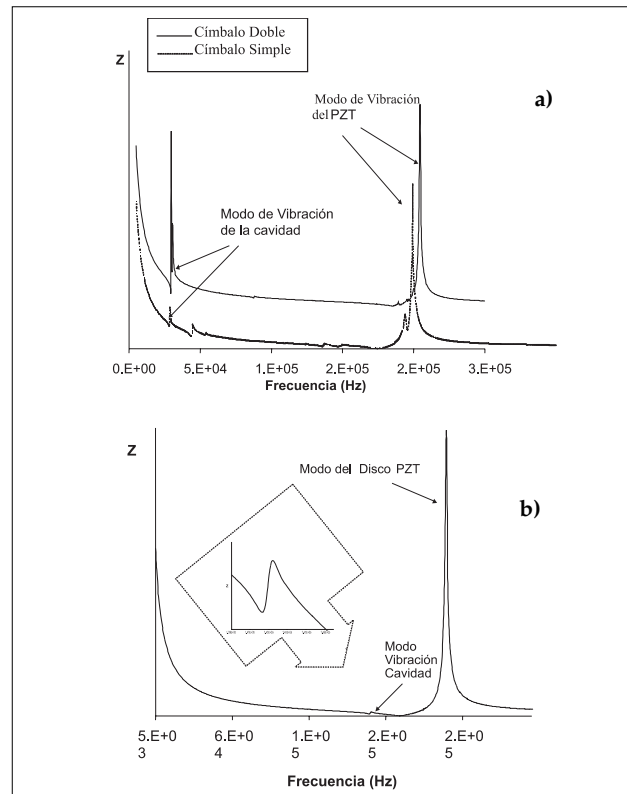 Címbalo Doble
Címbalo Simple
Z
a)
Modo de Vibración
del PZT
Modo de Vibración
de la cavidad
0.E+00 5.E+04 1.E+05 2.E+05 2.E+05 3.E+05
Frecuencia (Hz)
Z
Modo del Disco PZT
b)
Modo
Vibración
Cavidad
5.E+0 6.E+0 1.E+0 2.E+0 2.E+0
3 4 5 5 5
Frecuencia (Hz)